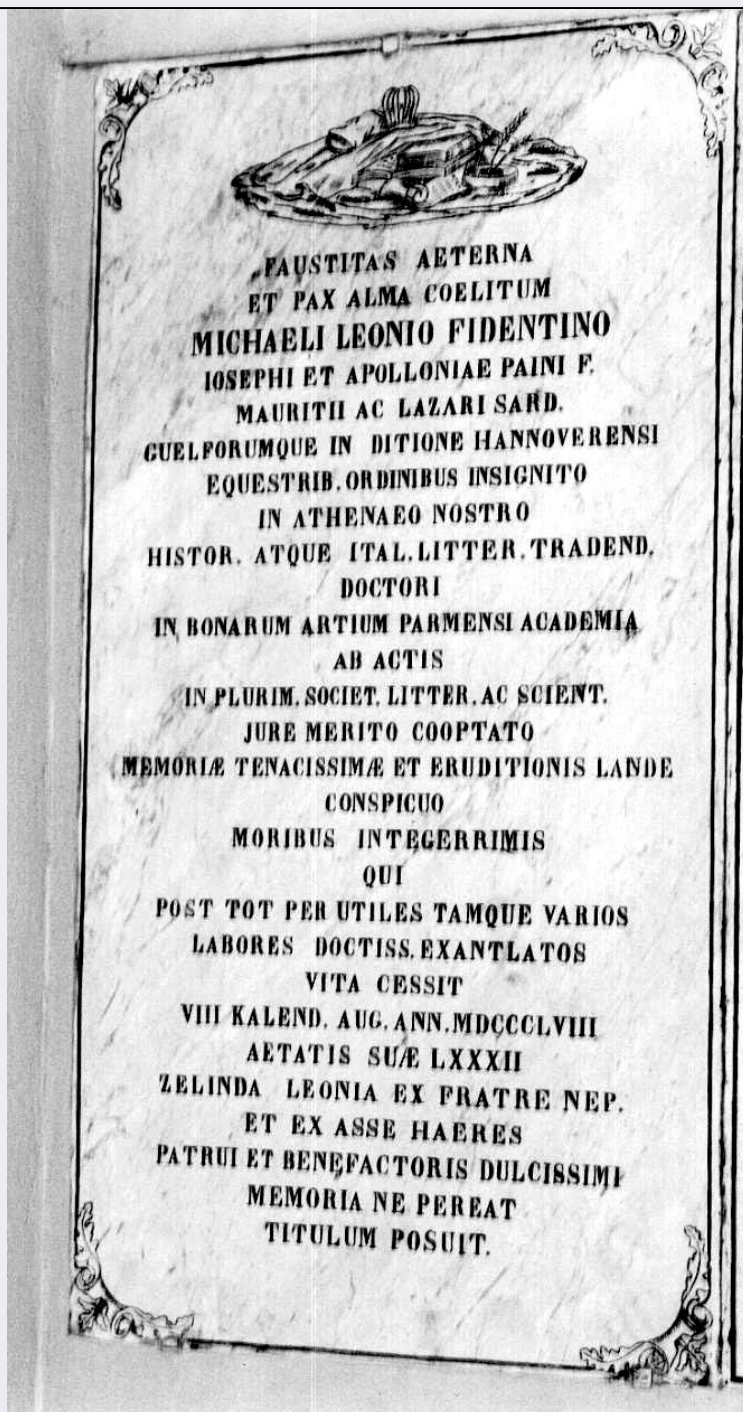 FAUSTITAS AETERNA
ET PAX ALMA COELITUM
MICHAELI LEONIO FIDENTINO
IOSEPHI ET APOLLONIAE PAINI F.
MAURITII AC LAZARI SARD.
GUELFORUMQUE IN DITIONE HANNOVERENSI
EQUESTRIB. ORDINIBUS INSIGNITO
IN ATHENAEO NOSTRO
HISTOR. ATQUE ITAL. LITTER. TRADEND.
DOCTORI
IN BONARUM ARTIUM PARMENSI ACADEMIA
AB ACTIS
IN PLURIM. SOCIET. LITTER. AC SCIENT.
JURE MERITO COOPTATO
MEMORIÆ TENACISSIMÆ ET ERUDITIONIS LANDE
CONSPICUO
MORIBUS INTEGERRIMIS
QUI
POST TOT PER UTILES TAMQUE VARIOS
LABORES DOCTISS. EXANTLATOS
VITA CESSIT
VIII KALEND. AUG. ANN. MDCCCLVIII
AETATIS SUÆ LXXXII
ZELINDA LEONIA EX FRATRE NEP.
ET EX ASSE HAERES
PATRUI ET BENEFACTORIS DULCISSIMI
MEMORIA NE PEREAT
TITULUM POSUIT.